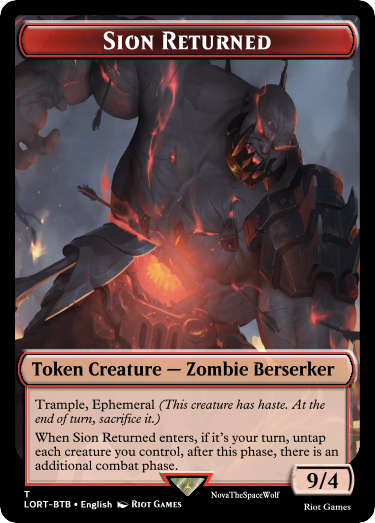 Sion Returned
Token Creature — Zombie Berserker
Trample, Ephemeral (This creature has haste. At the
end of turn, sacrifice it.)
When Sion Returned enters, if it's your turn, untap
each creature you control, after this phase, there is an
additional combat phase.
9/4
T
LORT-BTB • English Riot Games
NovaTheSpaceWolf
Riot Games